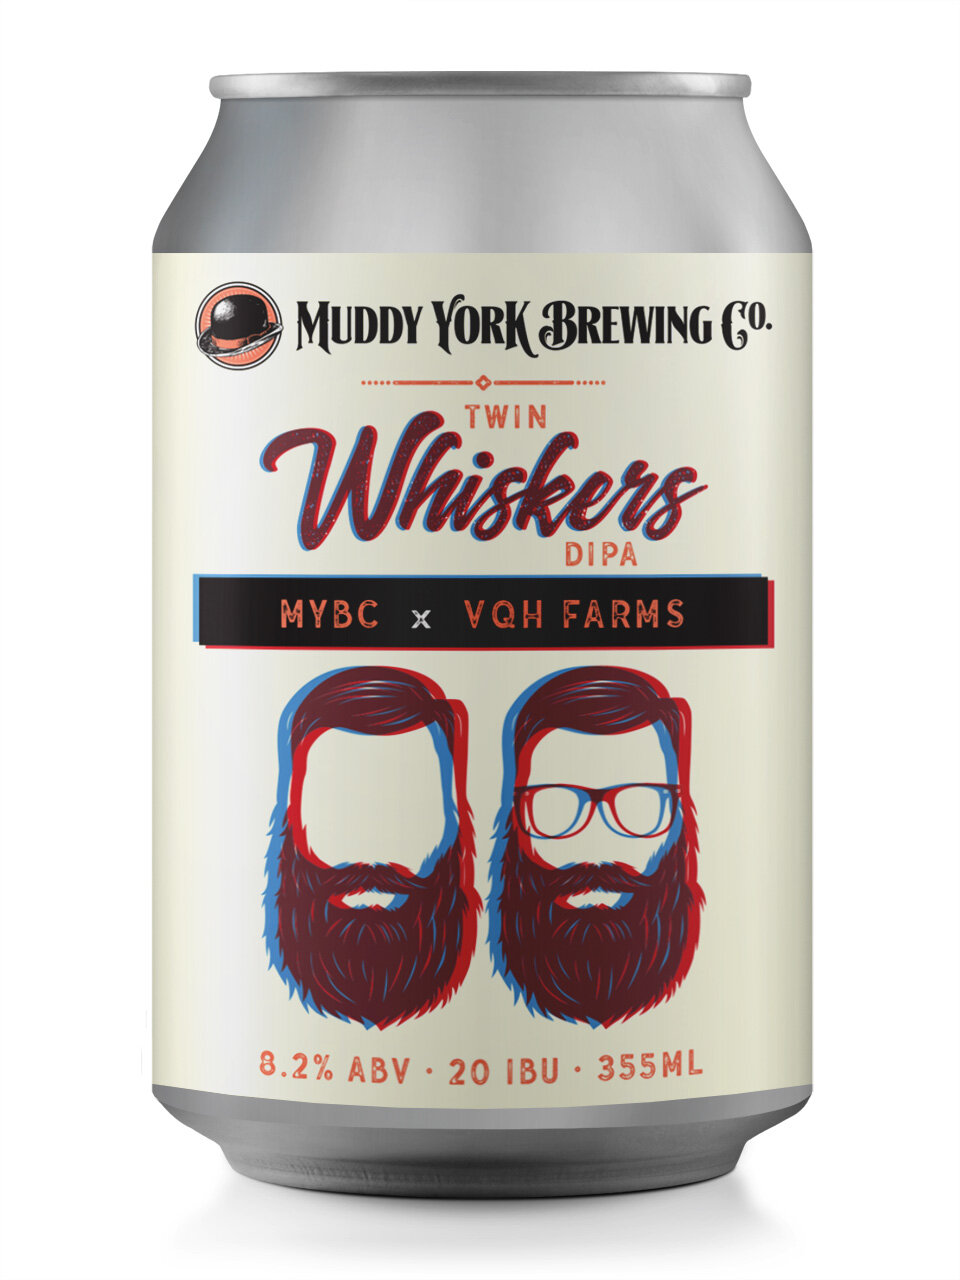 MUDDY YORK BREWING CO.
TWIN
Whiskers
DIPA
MYBC x VQH FARMS
8.2% ABV · 20 IBU · 355ML